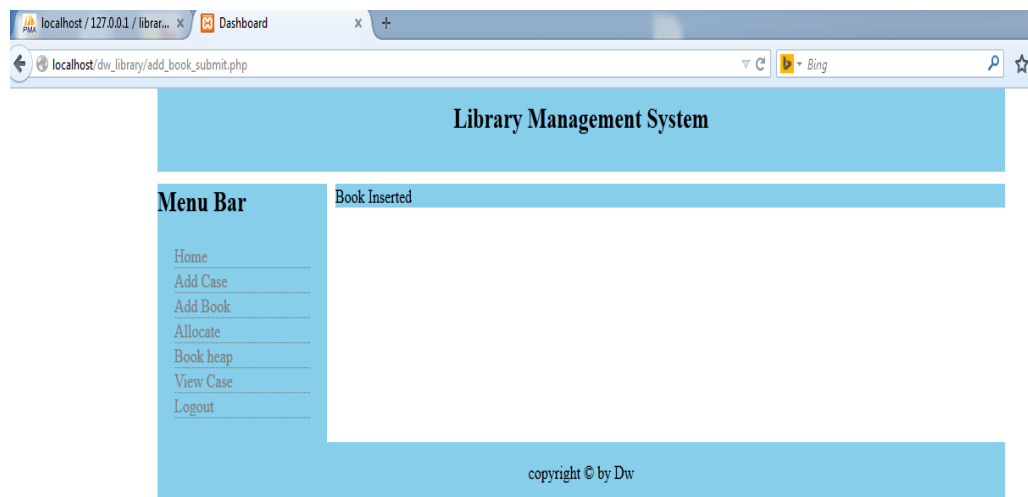 PMA localhost / 127.0.0.1 / librar... × Dashboard × +
localhost/dw_library/add_book_submit.php Bing
Library Management System
Menu Bar
Book Inserted
Home
Add Case
Add Book
Allocate
Book heap
View Case
Logout
copyright © by Dw